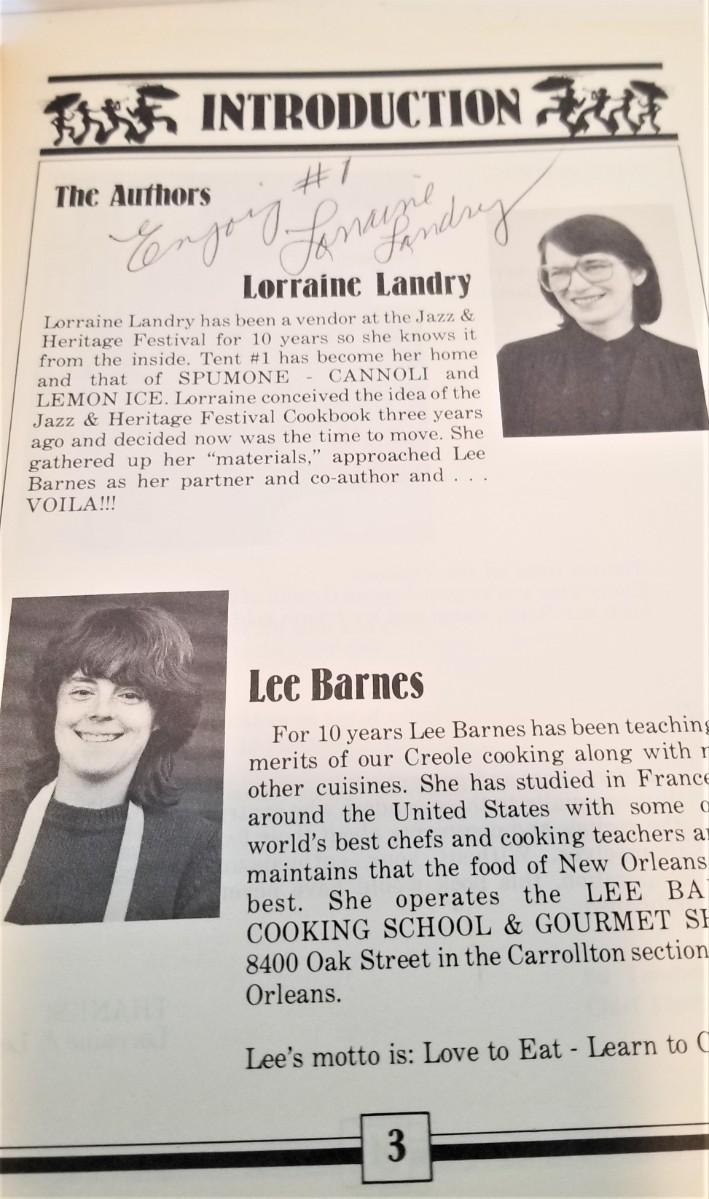 INTRODUCTION
The Authors
Enjoy #1
Lorraine
Landry
Lorraine Landry
Lorraine Landry has been a vendor at the Jazz &
Heritage Festival for 10 years so she knows it
from the inside. Tent #1 has become her home
and that of SPUMONE - CANNOLI and
LEMON ICE. Lorraine conceived the idea of the
Jazz & Heritage Festival Cookbook three years
ago and decided now was the time to move. She
gathered up her “materials,” approached Lee
Barnes as her partner and co-author and . . .
VOILA!!!
Lee Barnes
For 10 years Lee Barnes has been teaching
merits of our Creole cooking along with
other cuisines. She has studied in France
around the United States with some
world’s best chefs and cooking teachers
maintains that the food of New Orleans
best. She operates the LEE BA
COOKING SCHOOL & GOURMET SH
8400 Oak Street in the Carrollton section
Orleans.
Lee’s motto is: Love to Eat - Learn to C
3